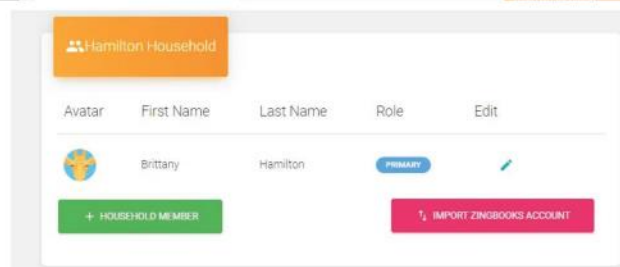 Hamilton Household
Avatar First Name Last Name Role Edit
Brittany Hamilton PRIMARY
+ HOUSEHOLD MEMBER IMPORT ZINGBOOKS ACCOUNT